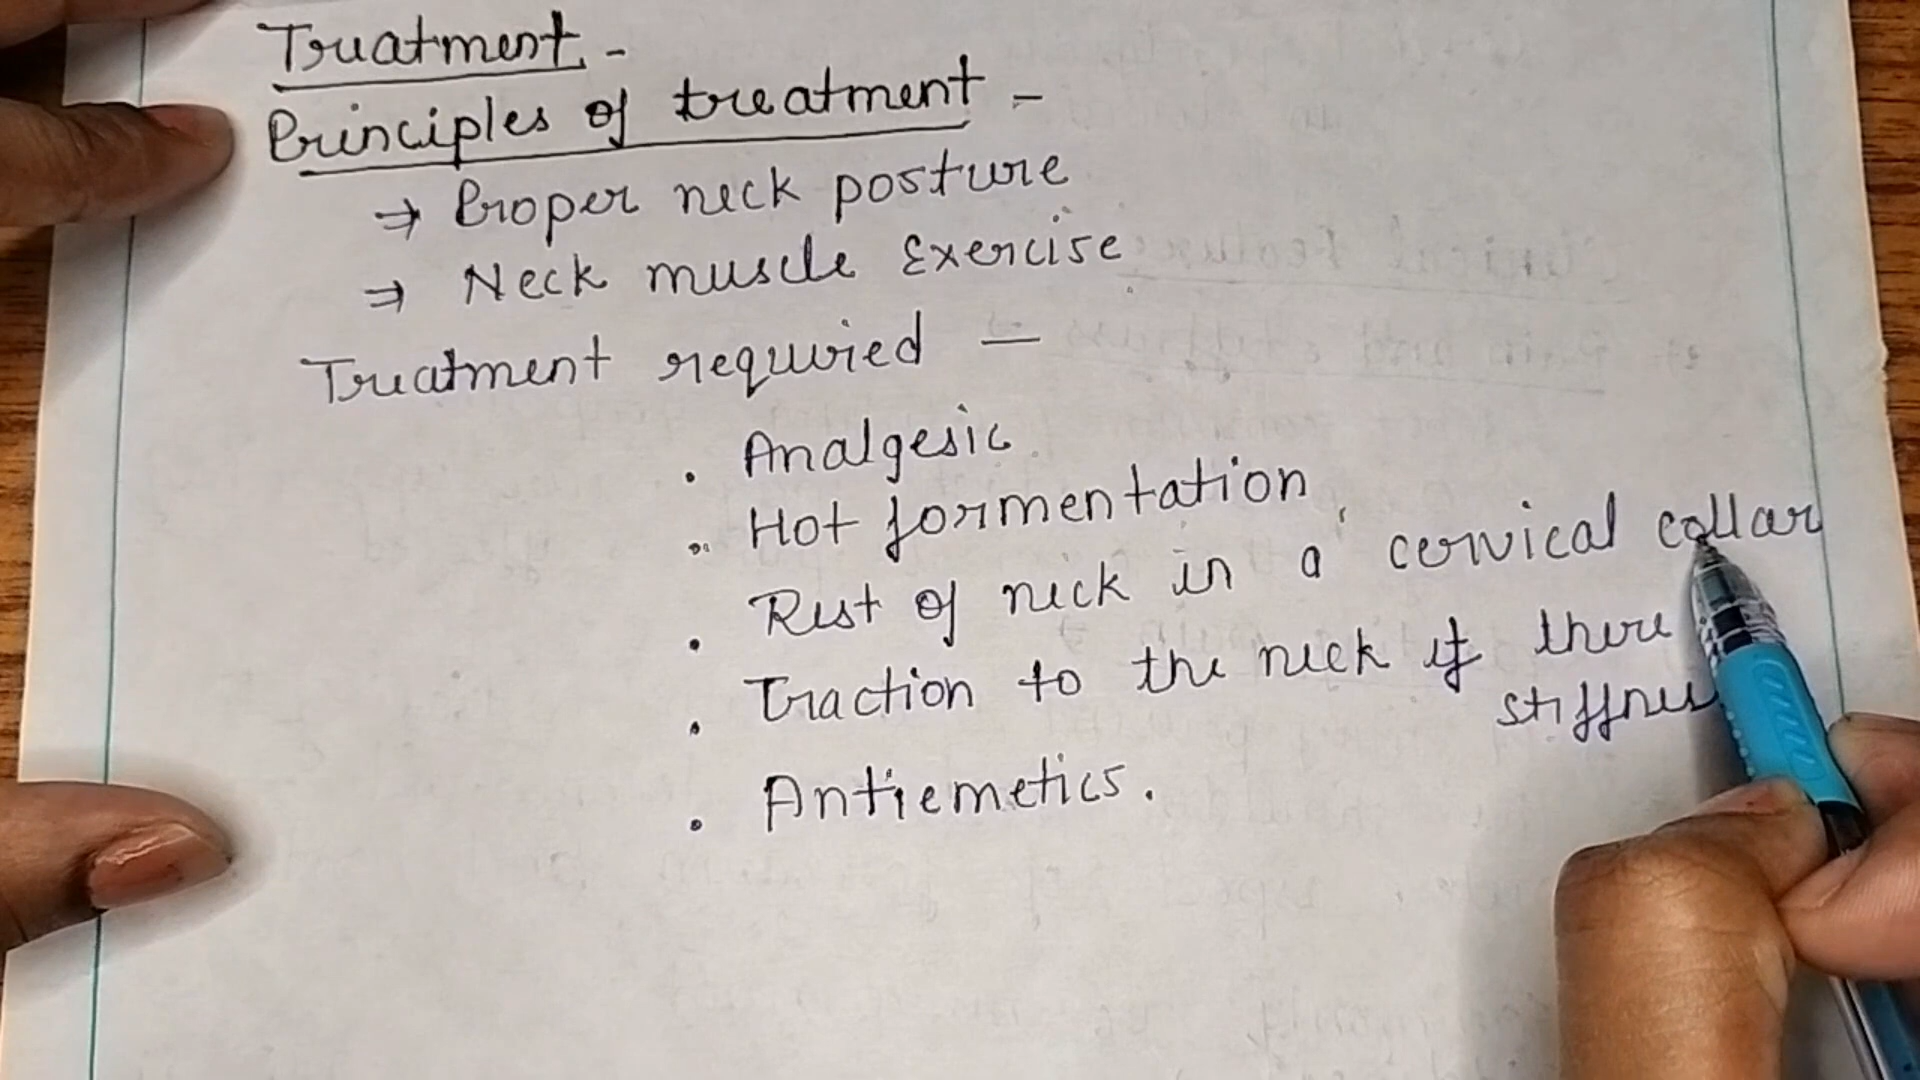 Treatment -
Principles of treatment -
⇒ Proper neck posture
⇒ Neck muscle Exercise
Treatment required -
. Analgesic
. Hot formentation
. Rest of neck in a cervical collar
. Traction to the neck if there
stiffness
. Antiemetics.